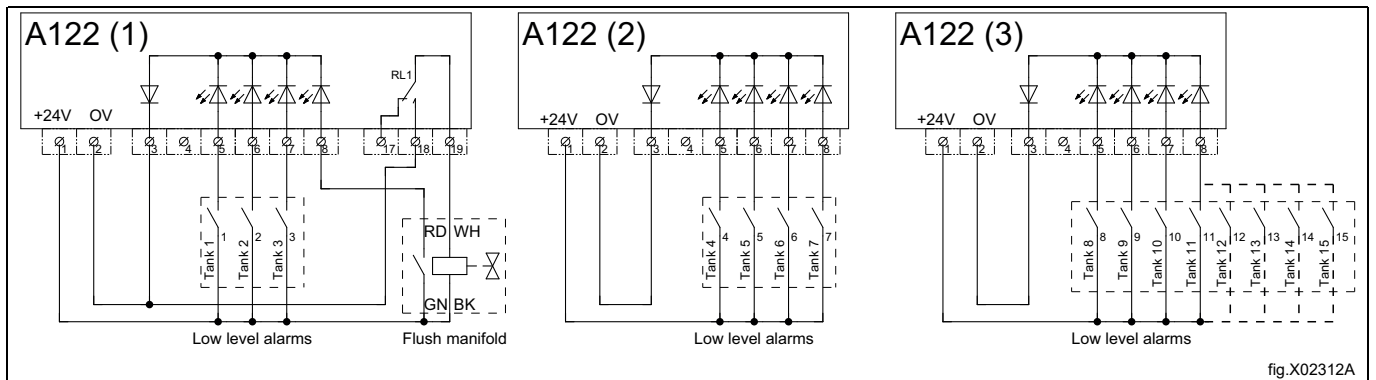 A122 (1)
RL1
+24V OV
1 2 3 4 5 6 7 8 17 18 19
Tank 1 1
Tank 2 2
Tank 3 3
RD WH
GN BK
Low level alarms
Flush manifold
A122 (2)
+24V OV
1 2 3 4 5 6 7 8
Tank 4 4
Tank 5 5
Tank 6 6
Tank 7 7
Low level alarms
A122 (3)
+24V OV
1 2 3 4 5 6 7 8
Tank 8 8
Tank 9 9
Tank 10 10
Tank 11 11
Tank 12 12
Tank 13 13
Tank 14 14
Tank 15 15
Low level alarms
fig.X02312A